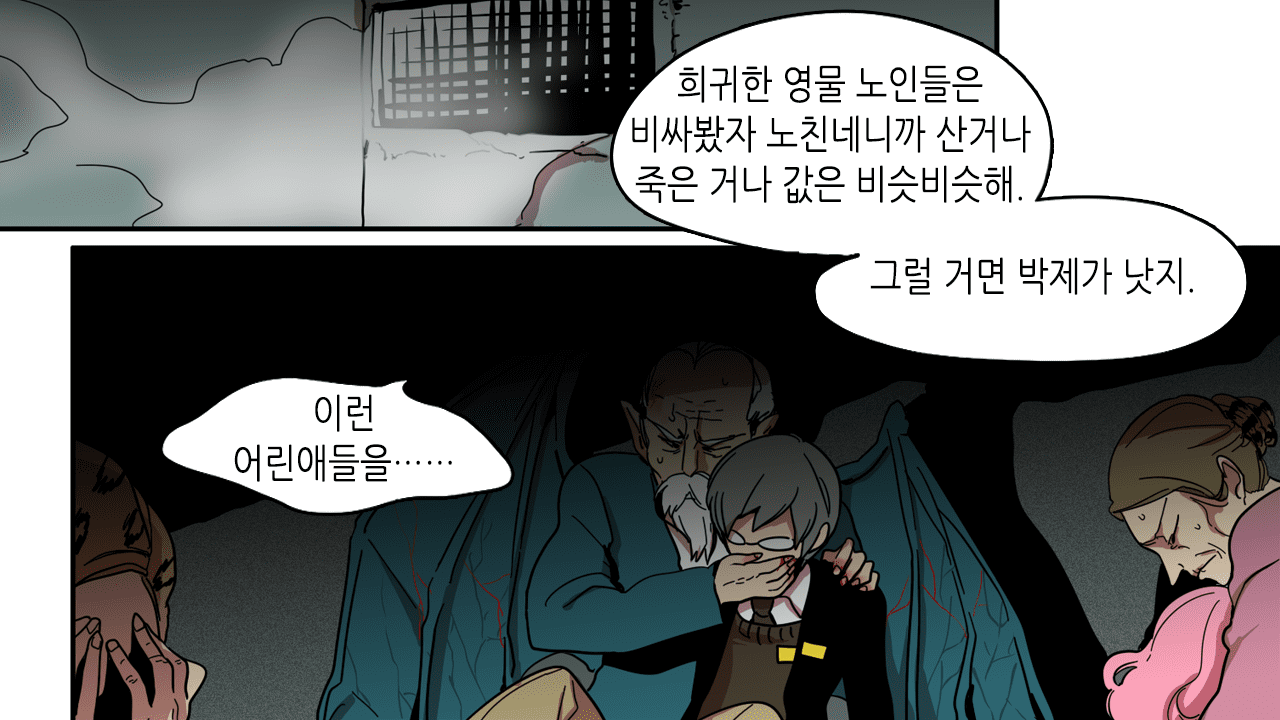 희귀한 영물 노인들은
비싸봤자 노친네니까 산거나
죽은 거나 값은 비슷비슷해.
그럴 거면 박제가 낫지.
이런
어린애들을……